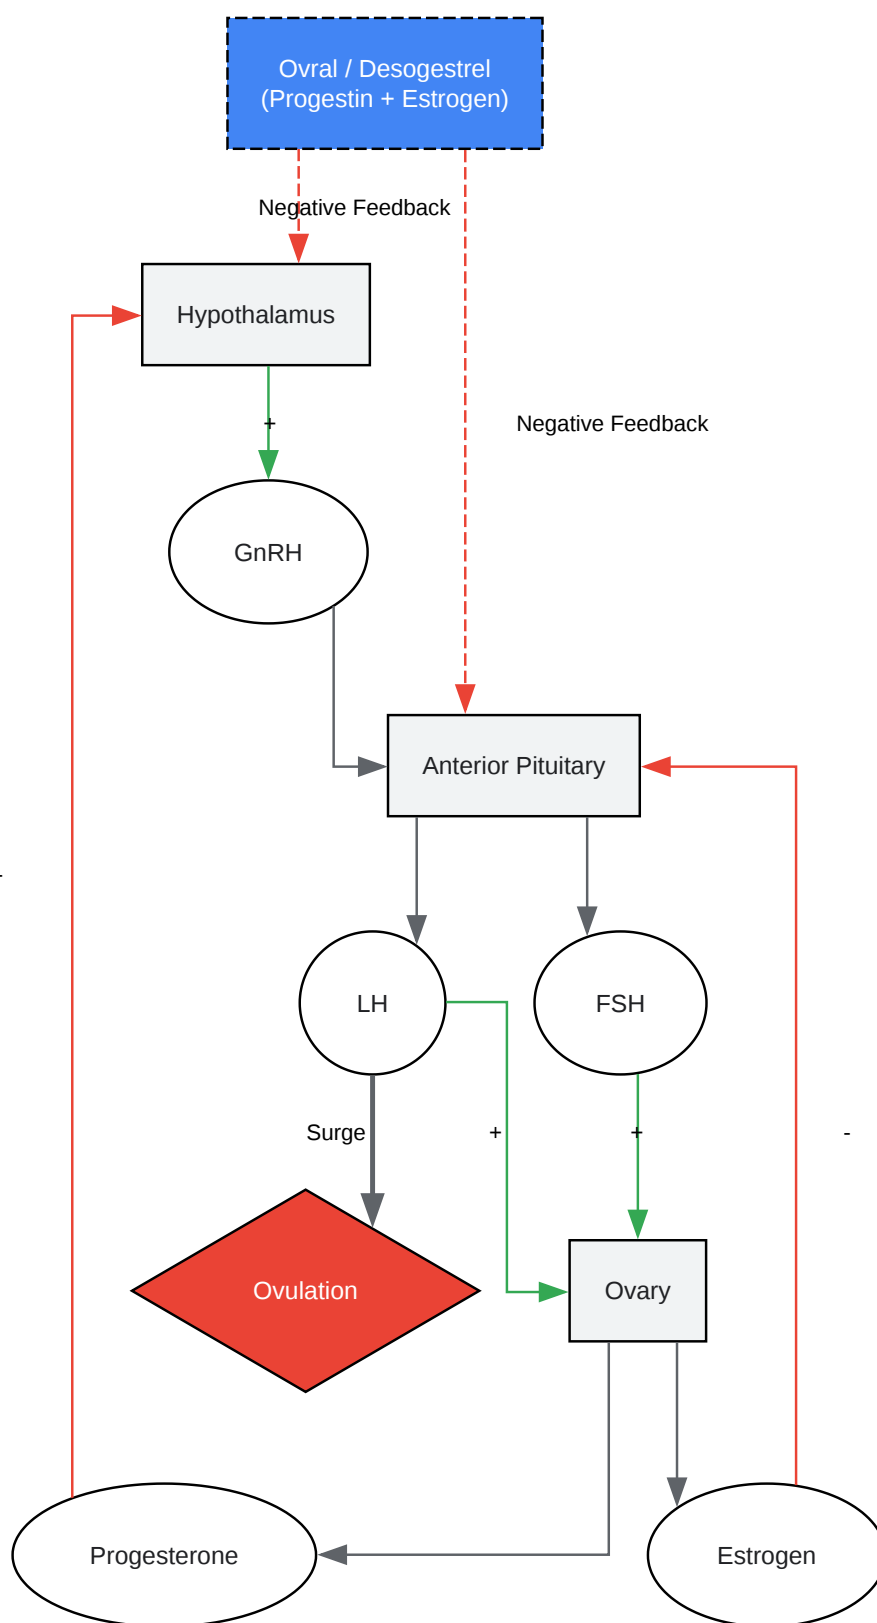 Ovral / Desogestrel
(Progestin + Estrogen)
Negative Feedback
Hypothalamus
+
Negative Feedback
GnRH
Anterior Pituitary
-
LH
FSH
Surge
+
+
-
Ovulation
Ovary
Progesterone
Estrogen